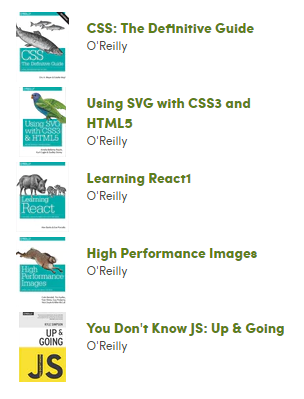 CSS
The Definitive Guide
CSS: The Definitive Guide
O'Reilly
Using SVG
with CSS3
& HTML5
Using SVG with CSS3 and
HTML5
O'Reilly
Learning
React
Learning React1
O'Reilly
High
Performance
Images
High Performance Images
O'Reilly
UP &
GOING
JS
You Don't Know JS: Up & Going
O'Reilly